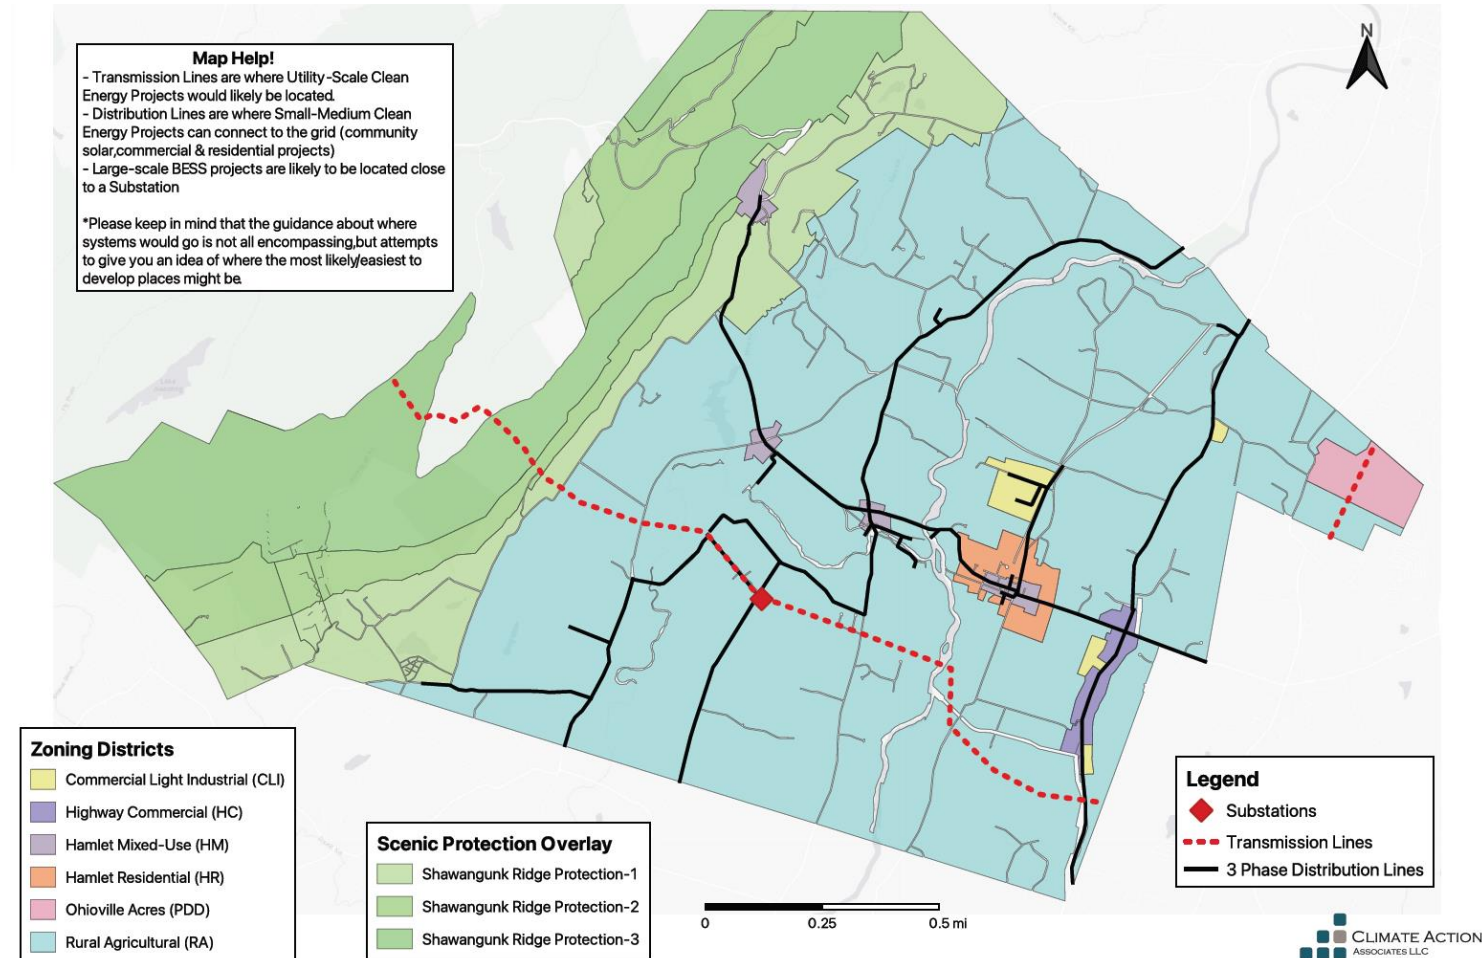 Map Help!
- Transmission Lines are where Utility-Scale Clean
Energy Projects would likely be located.
- Distribution Lines are where Small-Medium Clean
Energy Projects can connect to the grid (community
solar,commercial & residential projects)
- Large-scale BESS projects are likely to be located close
to a Substation
*Please keep in mind that the guidance about where
systems would go is not all encompassing,but attempts
to give you an idea of where the most likely/easiest to
develop places might be.
N
Zoning Districts
Commercial Light Industrial (CLI)
Highway Commercial (HC)
Hamlet Mixed-Use (HM)
Hamlet Residential (HR)
Ohioville Acres (PDD)
Rural Agricultural (RA)
Scenic Protection Overlay
Shawangunk Ridge Protection-1
Shawangunk Ridge Protection-2
Shawangunk Ridge Protection-3
0 0.25 0.5 mi
Legend
Substations
Transmission Lines
3 Phase Distribution Lines
CLIMATE ACTION
ASSOCIATES LLC